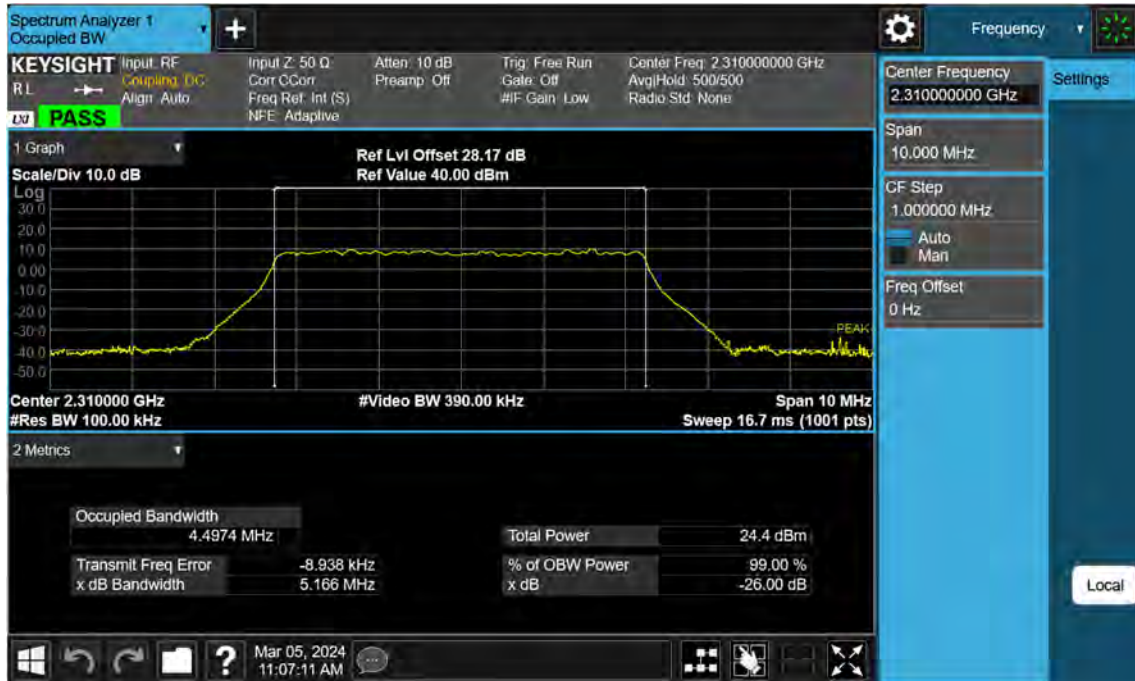 Spectrum Analyzer 1
Occupied BW
Frequency
KEYSIGHT
R L
PASS
Input: RF
Coupling: DC
Align: Auto
Input Z: 50 Ω
Corr CCorr
Freq Ref: Int (S)
NFE: Adaptive
Atten: 10 dB
Preamp: Off
Trig: Free Run
Gate: Off
#IF Gain: Low
Center Freq: 2.310000000 GHz
Avg|Hold: 500/500
Radio Std: None
1 Graph
Scale/Div 10.0 dB
Ref Lvl Offset 28.17 dB
Ref Value 40.00 dBm
Log
30.0
20.0
10.0
0.00
-10.0
-20.0
-30.0
-40.0
-50.0
PEAK
Center 2.310000 GHz
#Video BW 390.00 kHz
Span 10 MHz
#Res BW 100.00 kHz
Sweep 16.7 ms (1001 pts)
2 Metrics
Occupied Bandwidth
4.4974 MHz
Total Power 24.4 dBm
Transmit Freq Error -8.938 kHz
% of OBW Power 99.00 %
x dB Bandwidth 5.166 MHz
x dB -26.00 dB
Center Frequency
2.310000000 GHz
Settings
Span
10.000 MHz
CF Step
1.000000 MHz
Auto
Man
Freq Offset
0 Hz
Local
Mar 05, 2024
11:07:11 AM